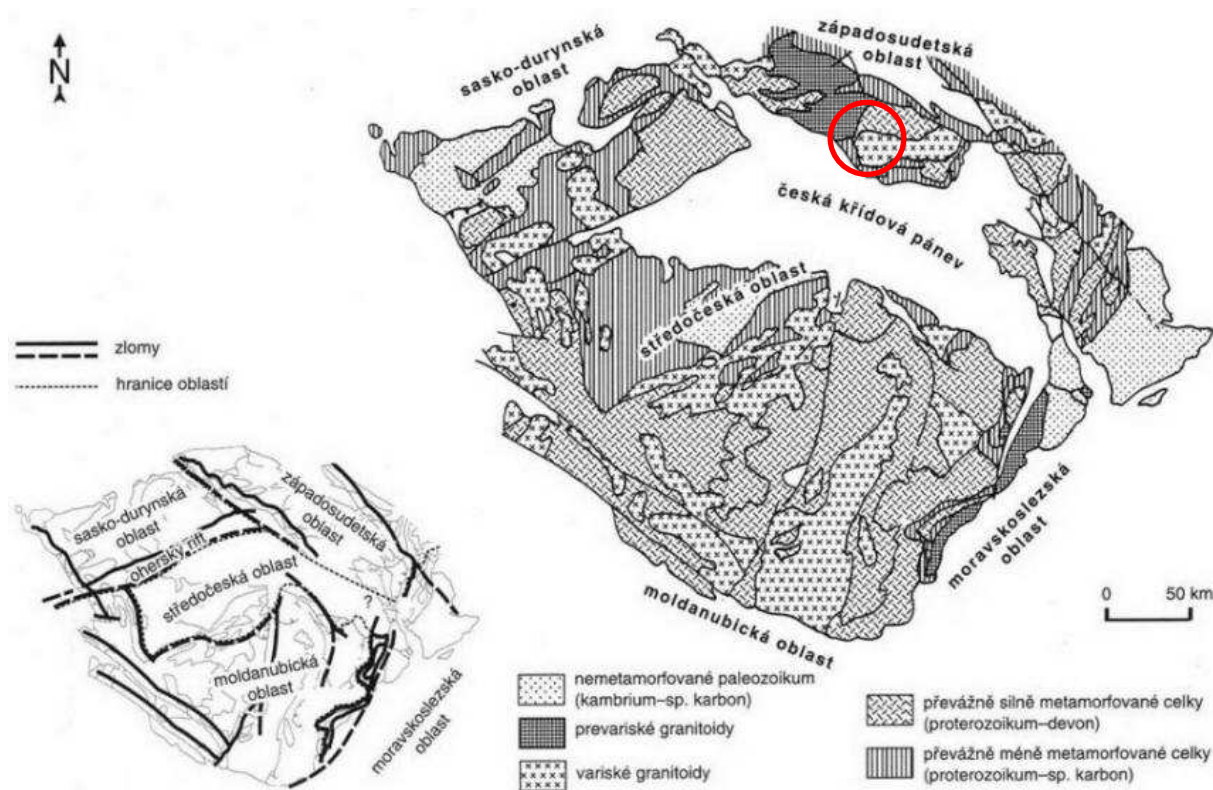 N
sasko-durynská
oblast
západosudetská
oblast
česká křídová pánev
středočeská oblast
zlomy
hranice oblastí
moravskoslezská
oblast
moldanubická oblast
0 50 km
sasko-durynská
oblast
západosudetská
oblast
oherský rift
středočeská oblast
?
moldanubická
oblast
moravskoslezská
oblast
nemetamorfované paleozoikum
(kambrium–sp. karbon)
prevariské granitoidy
variské granitoidy
převážně silně metamorfované celky
(proterozoikum–devon)
převážně méně metamorfované celky
(proterozoikum–sp. karbon)